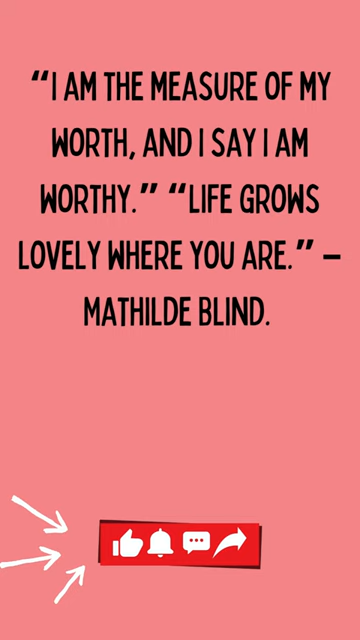 “I AM THE MEASURE OF MY
WORTH, AND I SAY I AM
WORTHY.” “LIFE GROWS
LOVELY WHERE YOU ARE.” –
MATHILDE BLIND.